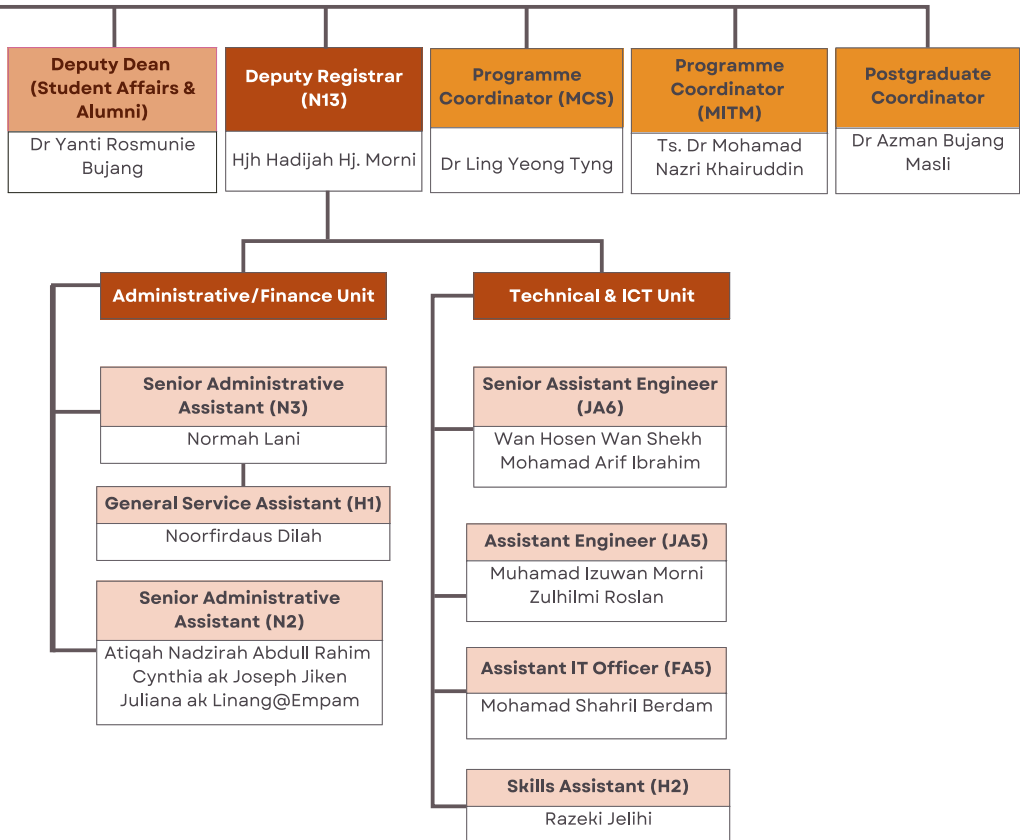 Deputy Dean
(Student Affairs &
Alumni)
Dr Yanti Rosmunie
Bujang
Deputy Registrar
(N13)
Hjh Hadijah Hj. Morni
Programme
Coordinator (MCS)
Dr Ling Yeong Tyng
Programme
Coordinator
(MITM)
Ts. Dr Mohamad
Nazri Khairuddin
Postgraduate
Coordinator
Dr Azman Bujang
Masli
Administrative/Finance Unit
Senior Administrative
Assistant (N3)
Normah Lani
General Service Assistant (H1)
Noorfirdaus Dilah
Senior Administrative
Assistant (N2)
Atiqah Nadzirah Abdull Rahim
Cynthia ak Joseph Jiken
Juliana ak Linang@Empam
Technical & ICT Unit
Senior Assistant Engineer
(JA6)
Wan Hosen Wan Shekh
Mohamad Arif Ibrahim
Assistant Engineer (JA5)
Muhamad Izuwan Morni
Zulhilmi Roslan
Assistant IT Officer (FA5)
Mohamad Shahril Berdam
Skills Assistant (H2)
Razeki Jelihi